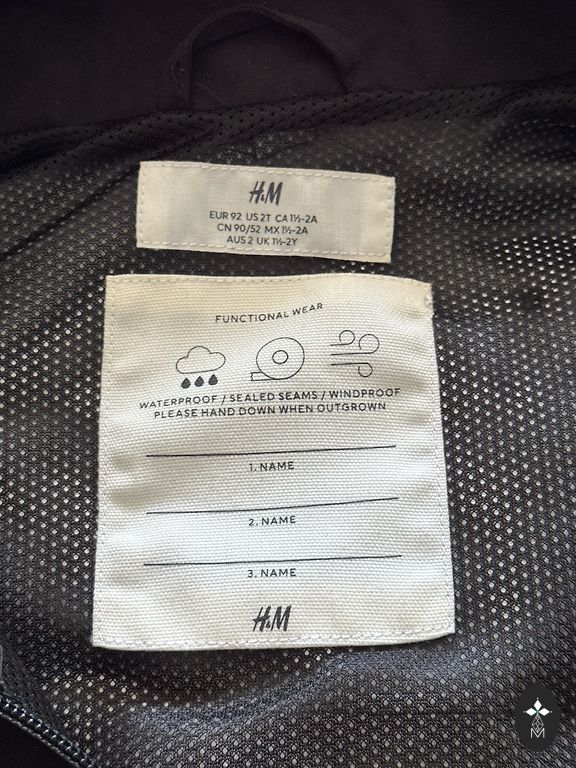 H&M
EUR 92 US 2T CA 1½-2A
CN 90/52 MX 1½-2A
AUS 2 UK 1½-2Y
FUNCTIONAL WEAR
WATERPROOF / SEALED SEAMS / WINDPROOF
PLEASE HAND DOWN WHEN OUTGROWN
1. NAME
2. NAME
3. NAME
H&M
M